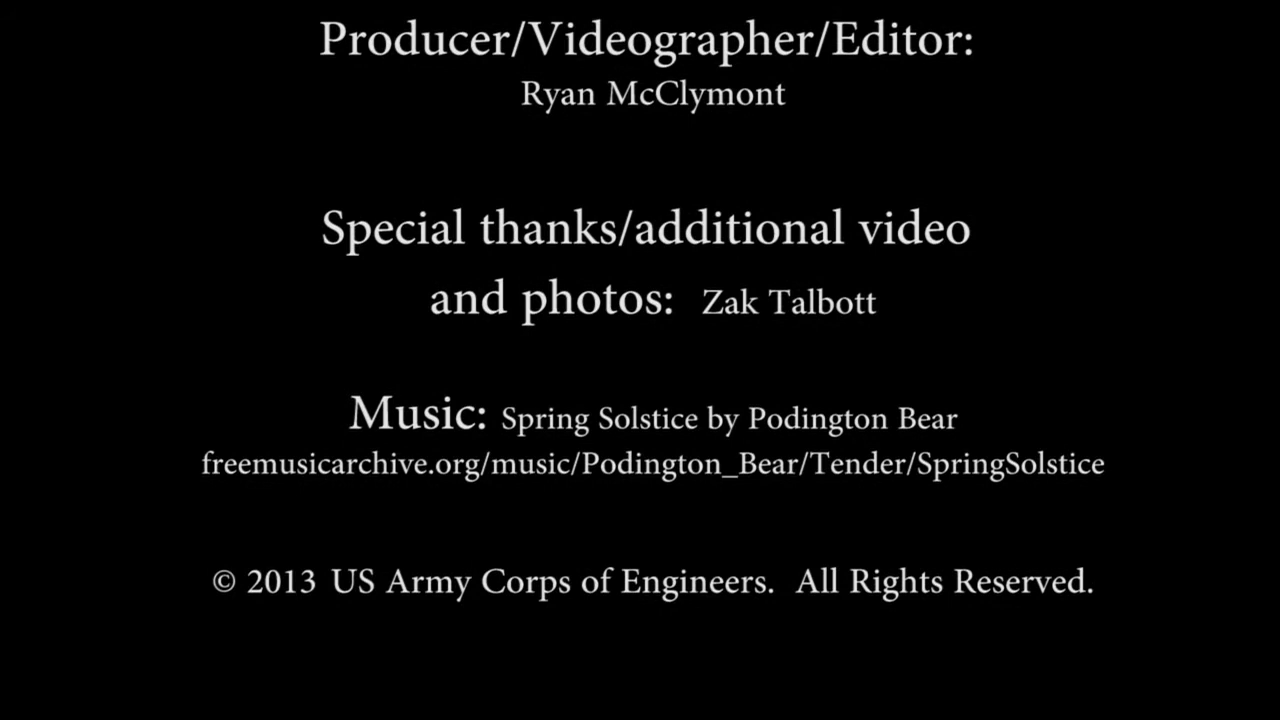 Producer/Videographer/Editor:
Ryan McClymont
Special thanks/additional video
and photos: Zak Talbott
Music: Spring Solstice by Podington Bear
freemusicarchive.org/music/Podington_Bear/Tender/SpringSolstice
© 2013 US Army Corps of Engineers. All Rights Reserved.